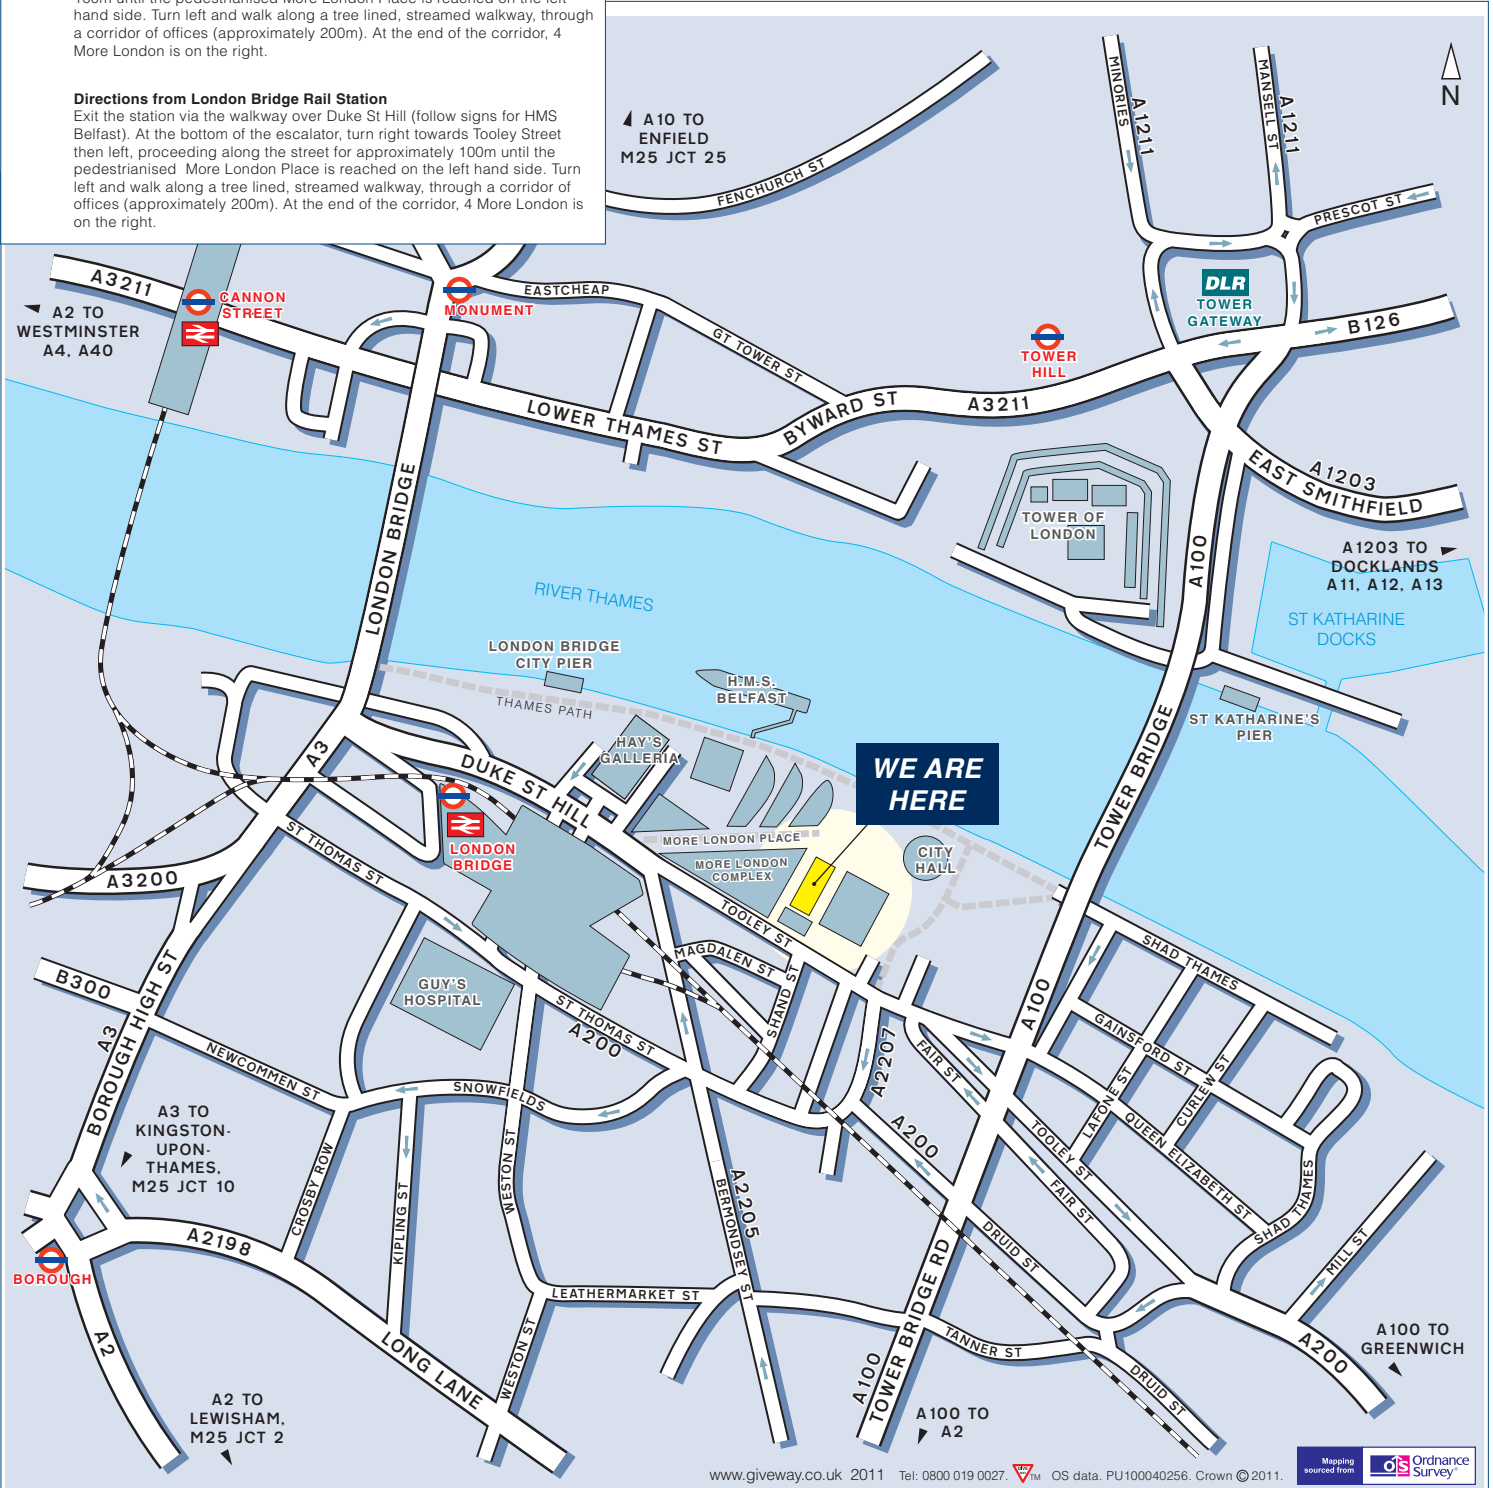 hand side. Turn left and walk along a tree lined, streamed walkway, through
a corridor of offices (approximately 200m). At the end of the corridor, 4
More London is on the right.
Directions from London Bridge Rail Station
Exit the station via the walkway over Duke St Hill (follow signs for HMS
Belfast). At the bottom of the escalator, turn right towards Tooley Street
then left, proceeding along the street for approximately 100m until the
pedestrianised More London Place is reached on the left hand side. Turn
left and walk along a tree lined, streamed walkway, through a corridor of
offices (approximately 200m). At the end of the corridor, 4 More London is
on the right.
A10 TO
ENFIELD
M25 JCT 25
FENCHURCH ST
MINORIES
A1211
MANSELL ST
A1211
N
PRESCOT ST
A3211
CANNON
STREET
MONUMENT
EASTCHEAP
A2 TO
WESTMINSTER
A4, A40
GT TOWER ST
TOWER
HILL
DLR
TOWER
GATEWAY
B126
LOWER THAMES ST
BYWARD ST
A3211
A1203
EAST SMITHFIELD
TOWER OF
LONDON
A100
A1203 TO
DOCKLANDS
A11, A12, A13
ST KATHARINE
DOCKS
LONDON BRIDGE
RIVER THAMES
LONDON BRIDGE
CITY PIER
THAMES PATH
H.M.S.
BELFAST
ST KATHARINE'S
PIER
HAY'S
GALLERIA
A3
DUKE ST HILL
WE ARE
HERE
TOWER BRIDGE
LONDON
BRIDGE
MORE LONDON PLACE
MORE LONDON
COMPLEX
CITY
HALL
ST THOMAS ST
A3200
TOOLEY ST
MAGDALEN ST
SHAND ST
SHAD THAMES
B300
GUY'S
HOSPITAL
ST THOMAS ST
A200
A100
A3
BOROUGH HIGH ST
NEWCOMMEN ST
SNOWFIELDS
A2207
FAIR ST
GAINSFORD ST
LAFONE ST
CURLEW ST
A3 TO
KINGSTON-
UPON-
THAMES,
M25 JCT 10
A200
TOOLEY ST
QUEEN ELIZABETH ST
CROSBY ROW
KIPLING ST
WESTON ST
A2205
BERMONDSEY ST
FAIR ST
SHAD THAMES
MILL ST
A2198
DRUID ST
BOROUGH
LEATHERMARKET ST
TOWER BRIDGE RD
A2
LONG LANE
WESTON ST
TANNER ST
DRUID ST
A200
A100 TO
GREENWICH
A100
A2 TO
LEWISHAM,
M25 JCT 2
A100 TO
A2
www.giveway.co.uk 2011 Tel: 0800 019 0027. give way TM OS data. PU100040256. Crown © 2011.
Mapping
sourced from
OS Ordnance
Survey®